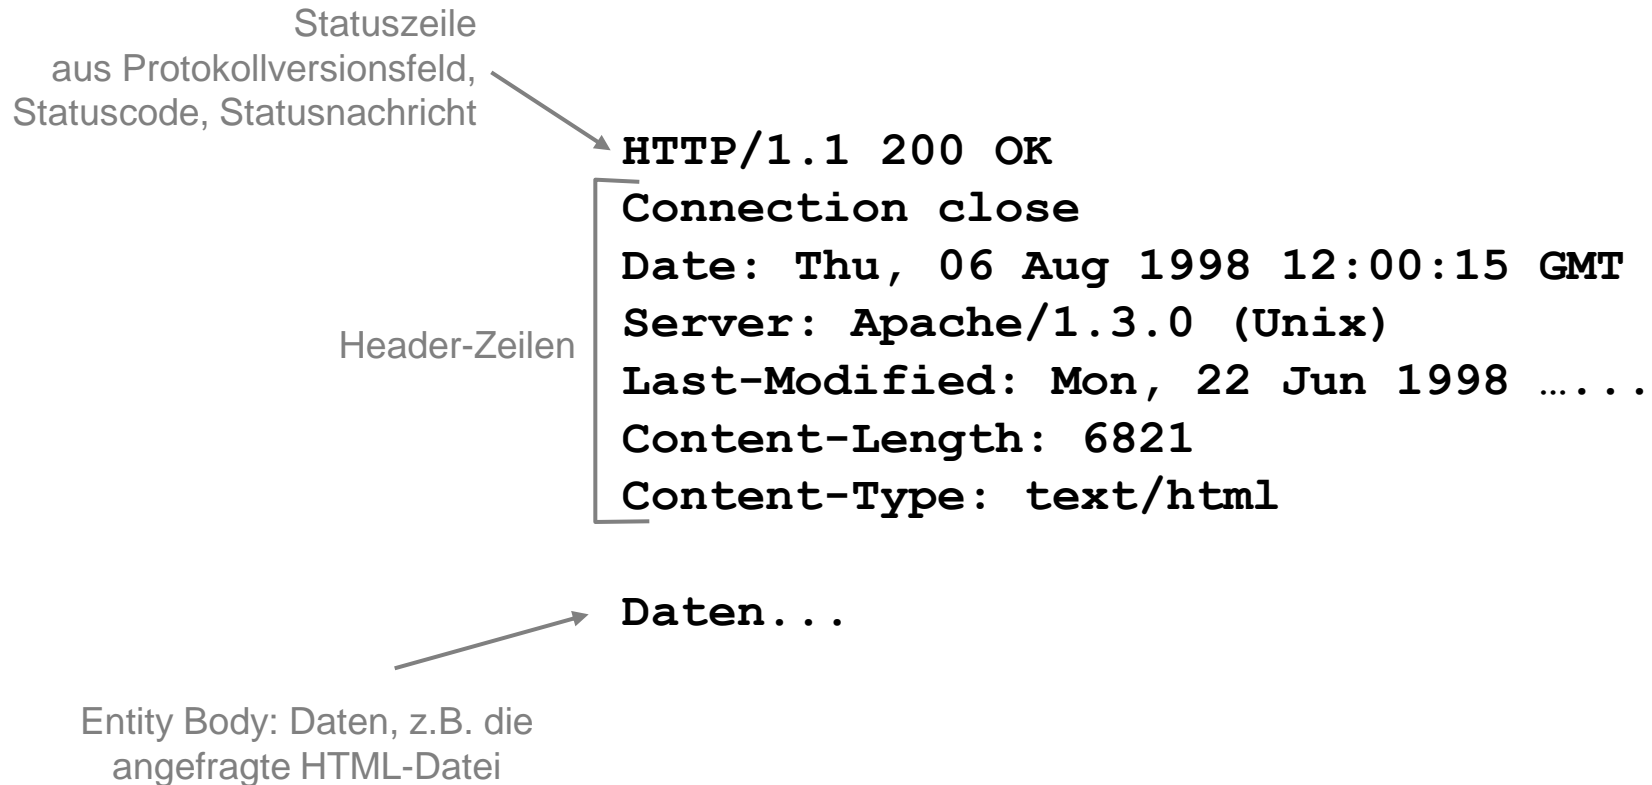 Statuszeile
aus Protokollversionsfeld,
Statuscode, Statusnachricht
HTTP/1.1 200 OK
Connection close
Date: Thu, 06 Aug 1998 12:00:15 GMT
Server: Apache/1.3.0 (Unix)
Header-Zeilen
Last-Modified: Mon, 22 Jun 1998 …...
Content-Length: 6821
Content-Type: text/html
Daten...
Entity Body: Daten, z.B. die
angefragte HTML-Datei